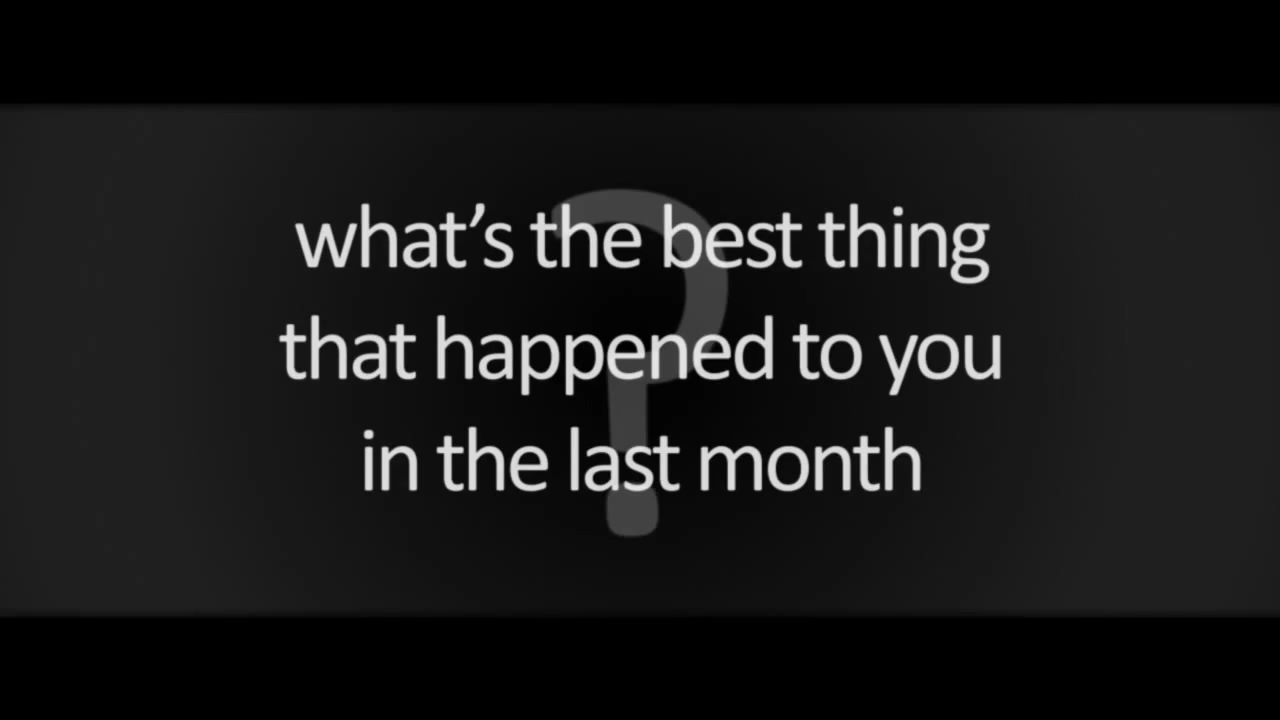 what's the best thing
that happened to you
in the last month
?